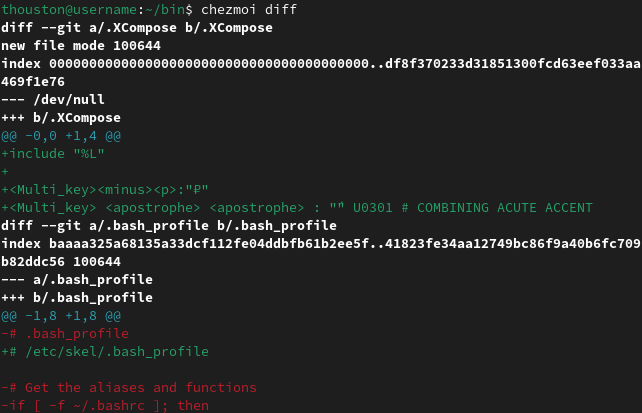 thouston@username:~/bin$ chezmoi diff
diff --git a/.XCompose b/.XCompose
new file mode 100644
index 0000000000000000000000000000000000000000..df8f370233d31851300fcd63eef033aa
469f1e76
--- /dev/null
+++ b/.XCompose
@@ -0,0 +1,4 @@
+include "%L"
+
+<Multi_key><minus><p>:"₽"
+<Multi_key> <apostrophe> <apostrophe> : "́" U0301 # COMBINING ACUTE ACCENT
diff --git a/.bash_profile b/.bash_profile
index baaaa325a68135a33dcf112fe04ddbfb61b2ee5f..41823fe34aa12749bc86f9a40b6fc709
b82ddc56 100644
--- a/.bash_profile
+++ b/.bash_profile
@@ -1,8 +1,8 @@
-# .bash_profile
+# /etc/skel/.bash_profile
-# Get the aliases and functions
-if [ -f ~/.bashrc ]; then